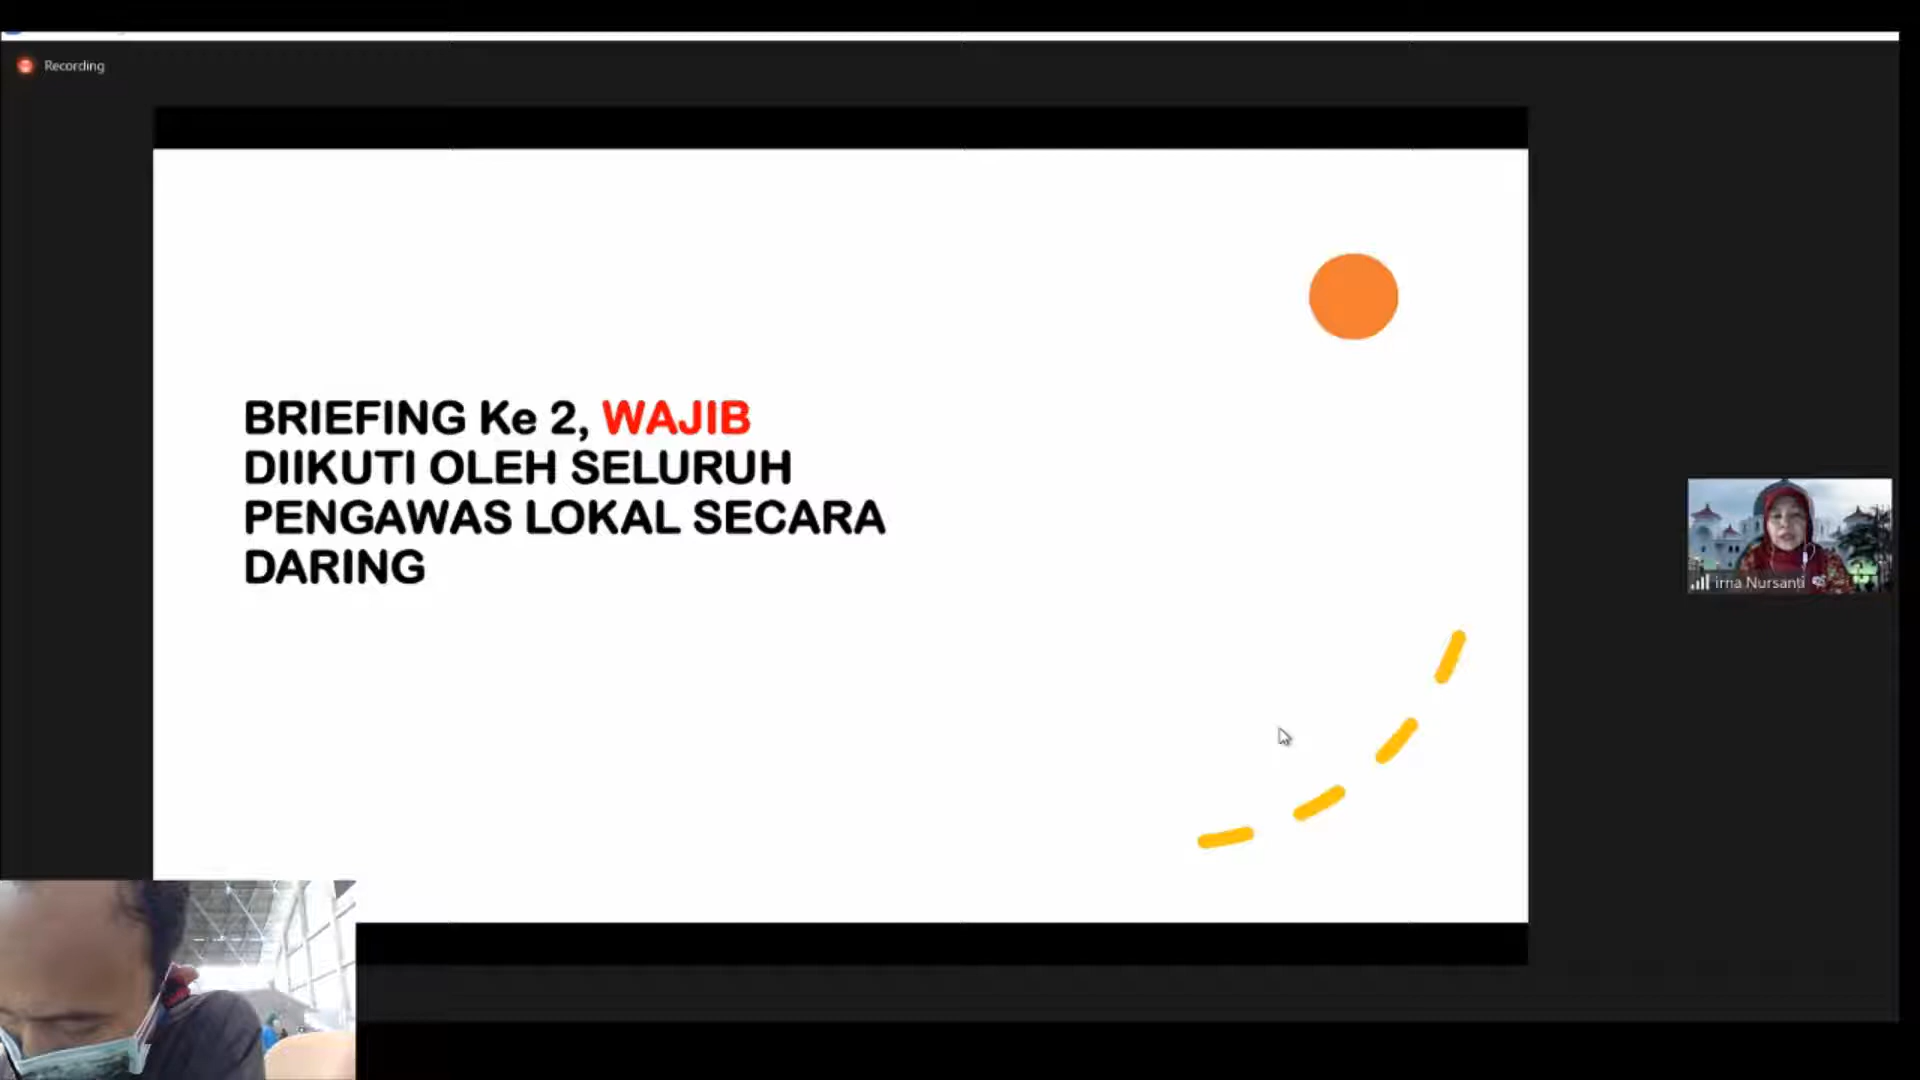 Recording
BRIEFING Ke 2, WAJIB
DIIKUTI OLEH SELURUH
PENGAWAS LOKAL SECARA
DARING
irna Nursanti